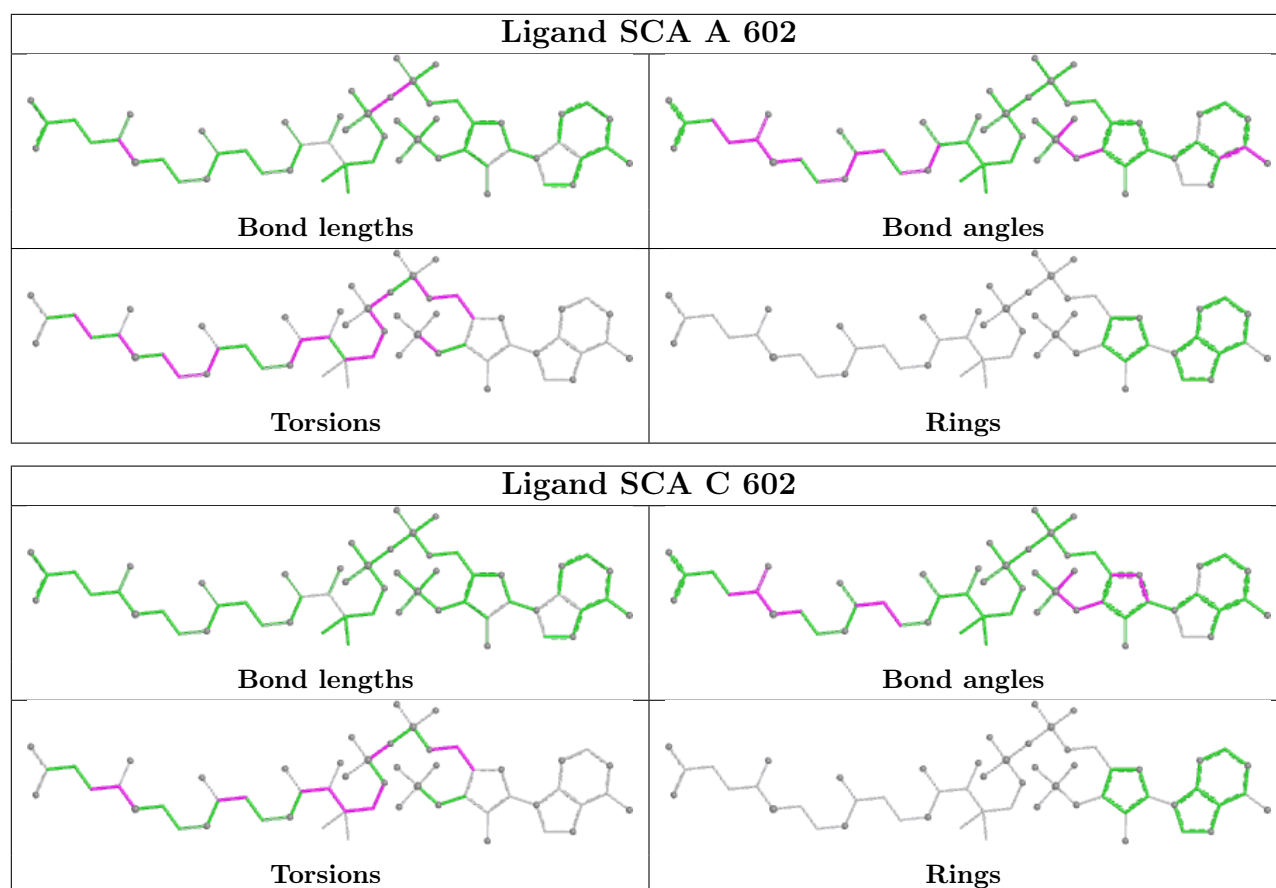 Ligand SCA A 602
Bond lengths
Bond angles
Torsions
Rings
Ligand SCA C 602
Bond lengths
Bond angles
Torsions
Rings